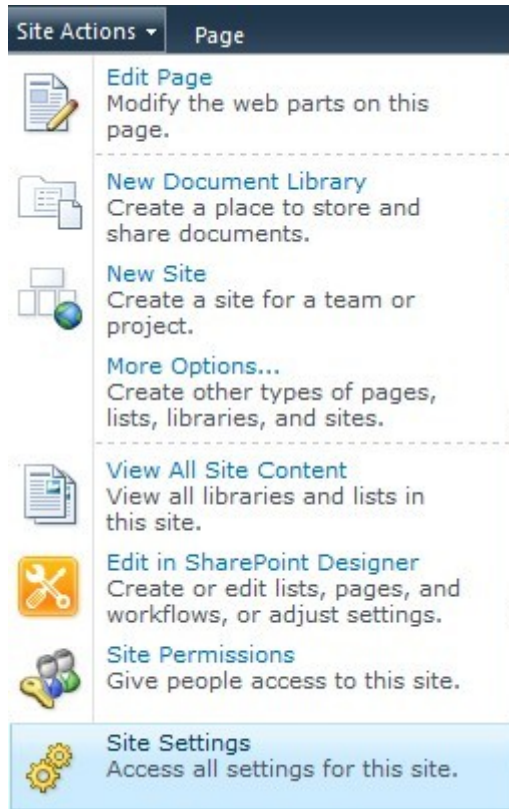 Site Actions Page
Edit Page
Modify the web parts on this
page.
New Document Library
Create a place to store and
share documents.
New Site
Create a site for a team or
project.
More Options...
Create other types of pages,
lists, libraries, and sites.
View All Site Content
View all libraries and lists in
this site.
Edit in SharePoint Designer
Create or edit lists, pages, and
workflows, or adjust settings.
Site Permissions
Give people access to this site.
Site Settings
Access all settings for this site.